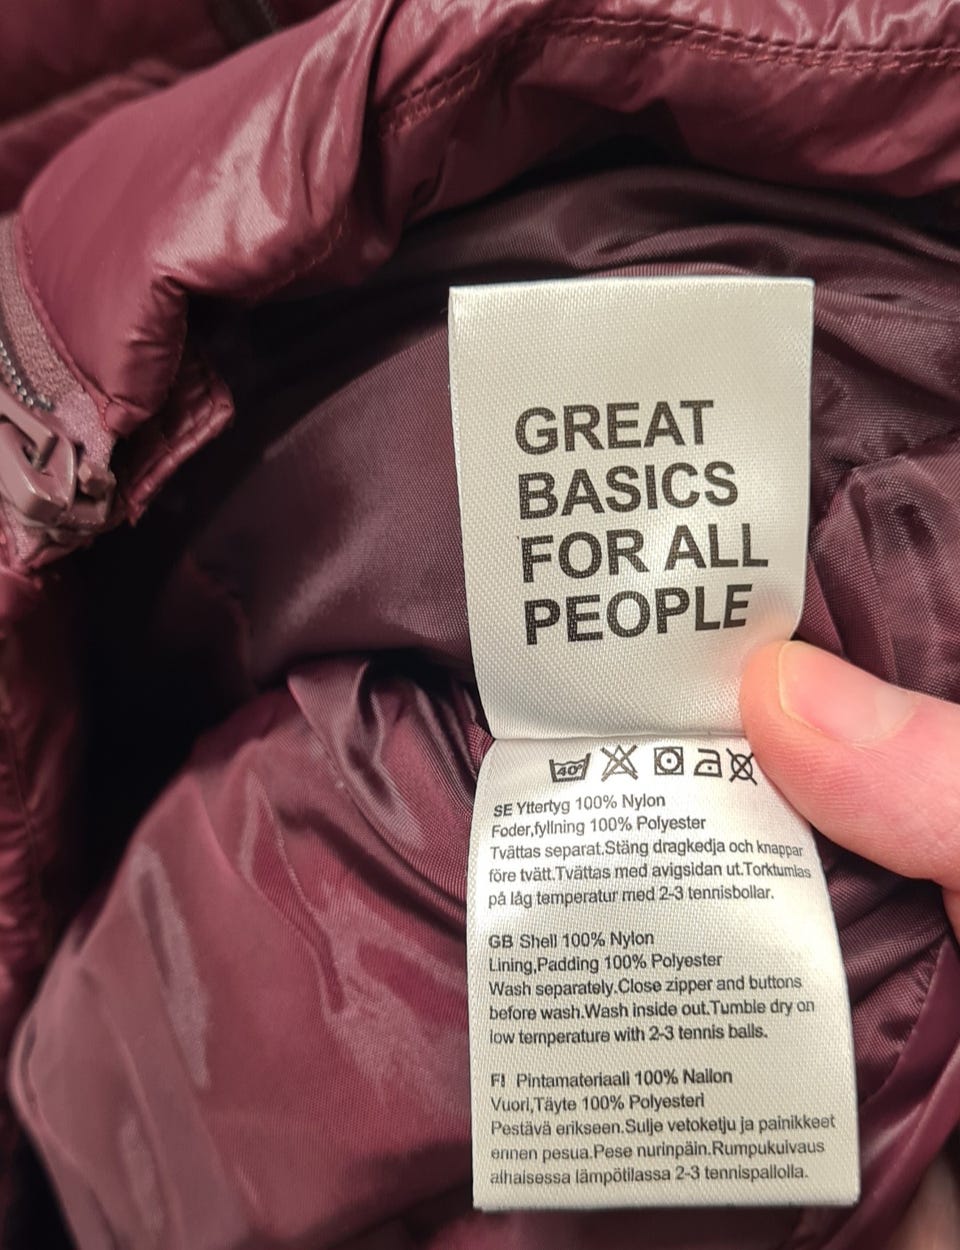 GREAT
BASICS
FOR ALL
PEOPLE
40°
SE Yttertyg 100% Nylon
Foder,fyllning 100% Polyester
Tvättas separat.Stäng dragkedja och knappar
före tvätt.Tvättas med avigsidan ut.Torktumlas
på låg temperatur med 2-3 tennisbollar.
GB Shell 100% Nylon
Lining,Padding 100% Polyester
Wash separately.Close zipper and buttons
before wash.Wash inside out.Tumble dry on
low temperature with 2-3 tennis balls.
FI Pintamateriaali 100% Nailon
Vuori,Täyte 100% Polyesteri
Pestävä erikseen.Sulje vetoketju ja painikkeet
ennen pesua.Pese nurinpäin.Rumpukuivaus
alhaisessa lämpötilassa 2-3 tennispallolla.